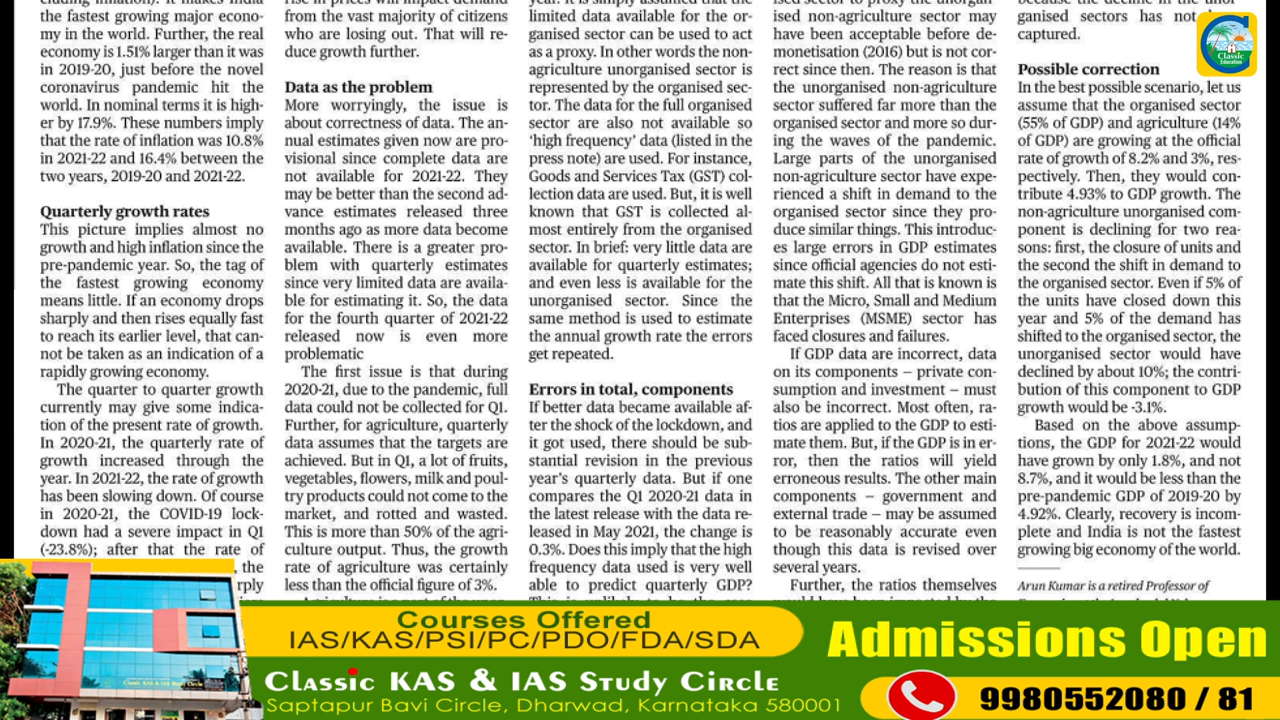 the fastest growing major econo-
my in the world. Further, the real
economy is 1.51% larger than it was
in 2019-20, just before the novel
coronavirus pandemic hit the
world. In nominal terms it is high-
er by 17.9%. These numbers imply
that the rate of inflation was 10.8%
in 2021-22 and 16.4% between the
two years, 2019-20 and 2021-22.
Quarterly growth rates
This picture implies almost no
growth and high inflation since the
pre-pandemic year. So, the tag of
the fastest growing economy
means little. If an economy drops
sharply and then rises equally fast
to reach its earlier level, that can-
not be taken as an indication of a
rapidly growing economy.
The quarter to quarter growth
currently may give some indica-
tion of the present rate of growth.
In 2020-21, the quarterly rate of
growth increased through the
year. In 2021-22, the rate of growth
has been slowing down. Of course
in 2020-21, the COVID-19 lock-
down had a severe impact in Q1
(-23.8%); after that the rate of
the
rply
from the vast majority of citizens
who are losing out. That will re-
duce growth further.
Data as the problem
More worryingly, the issue is
about correctness of data. The an-
nual estimates given now are pro-
visional since complete data are
not available for 2021-22. They
may be better than the second ad-
vance estimates released three
months ago as more data become
available. There is a greater pro-
blem with quarterly estimates
since very limited data are availa-
ble for estimating it. So, the data
for the fourth quarter of 2021-22
released now is even more
problematic
The first issue is that during
2020-21, due to the pandemic, full
data could not be collected for Q1.
Further, for agriculture, quarterly
data assumes that the targets are
achieved. But in Q1, a lot of fruits,
vegetables, flowers, milk and poul-
try products could not come to the
market, and rotted and wasted.
This is more than 50% of the agri-
culture output. Thus, the growth
rate of agriculture was certainly
less than the official figure of 3%.
limited data available for the or-
ganised sector can be used to act
as a proxy. In other words the non-
agriculture unorganised sector is
represented by the organised sec-
tor. The data for the full organised
sector are also not available so
'high frequency' data (listed in the
press note) are used. For instance,
Goods and Services Tax (GST) col-
lection data are used. But, it is well
known that GST is collected al-
most entirely from the organised
sector. In brief: very little data are
available for quarterly estimates;
and even less is available for the
unorganised sector. Since the
same method is used to estimate
the annual growth rate the errors
get repeated.
Errors in total, components
If better data became available af-
ter the shock of the lockdown, and
it got used, there should be sub-
stantial revision in the previous
year's quarterly data. But if one
compares the Q1 2020-21 data in
the latest release with the data re-
leased in May 2021, the change is
0.3%. Does this imply that the high
frequency data used is very well
able to predict quarterly GDP?
ised non-agriculture sector may
have been acceptable before de-
monetisation (2016) but is not cor-
rect since then. The reason is that
the unorganised non-agriculture
sector suffered far more than the
organised sector and more so dur-
ing the waves of the pandemic.
Large parts of the unorganised
non-agriculture sector have expe-
rienced a shift in demand to the
organised sector since they pro-
duce similar things. This introduc-
es large errors in GDP estimates
since official agencies do not esti-
mate this shift. All that is known is
that the Micro, Small and Medium
Enterprises (MSME) sector has
faced closures and failures.
If GDP data are incorrect, data
on its components – private con-
sumption and investment – must
also be incorrect. Most often, ra-
tios are applied to the GDP to esti-
mate them. But, if the GDP is in er-
ror, then the ratios will yield
erroneous results. The other main
components – government and
external trade – may be assumed
to be reasonably accurate even
though this data is revised over
several years.
Further, the ratios themselves
ganised sectors has not
captured.
Possible correction
In the best possible scenario, let us
assume that the organised sector
(55% of GDP) and agriculture (14%
of GDP) are growing at the official
rate of growth of 8.2% and 3%, res-
pectively. Then, they would con-
tribute 4.93% to GDP growth. The
non-agriculture unorganised com-
ponent is declining for two rea-
sons: first, the closure of units and
the second the shift in demand to
the organised sector. Even if 5% of
the units have closed down this
year and 5% of the demand has
shifted to the organised sector, the
unorganised sector would have
declined by about 10%; the contri-
bution of this component to GDP
growth would be -3.1%.
Based on the above assump-
tions, the GDP for 2021-22 would
have grown by only 1.8%, and not
8.7%, and it would be less than the
pre-pandemic GDP of 2019-20 by
4.92%. Clearly, recovery is incom-
plete and India is not the fastest
growing big economy of the world.
Arun Kumar is a retired Professor of
Classic
Education
Courses Offered
IAS/KAS/PSI/PC/PDO/FDA/SDA
Admissions Open
Classic KAS & IAS Study Circle
Saptapur Bavi Circle, Dharwad, Karnataka 580001
9980552080 / 81